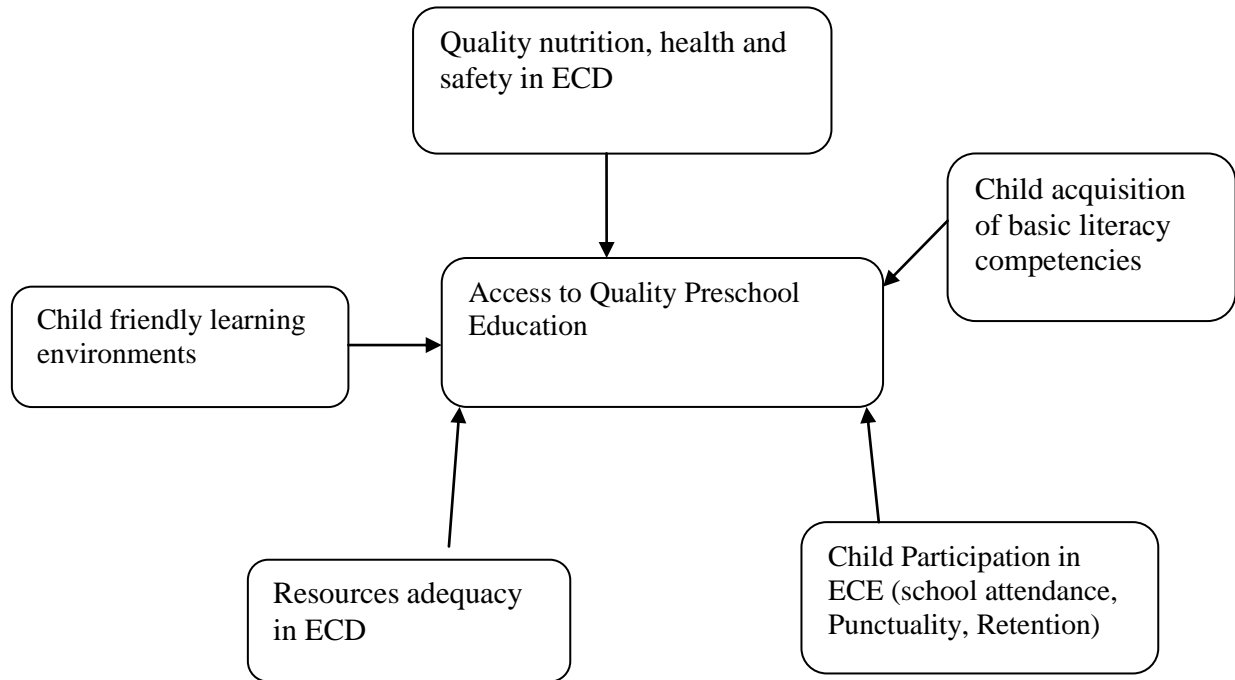 Quality nutrition, health and
safety in ECD
Child acquisition
of basic literacy
competencies
Access to Quality Preschool
Education
Child friendly learning
environments
Resources adequacy
in ECD
Child Participation in
ECE (school attendance,
Punctuality, Retention)